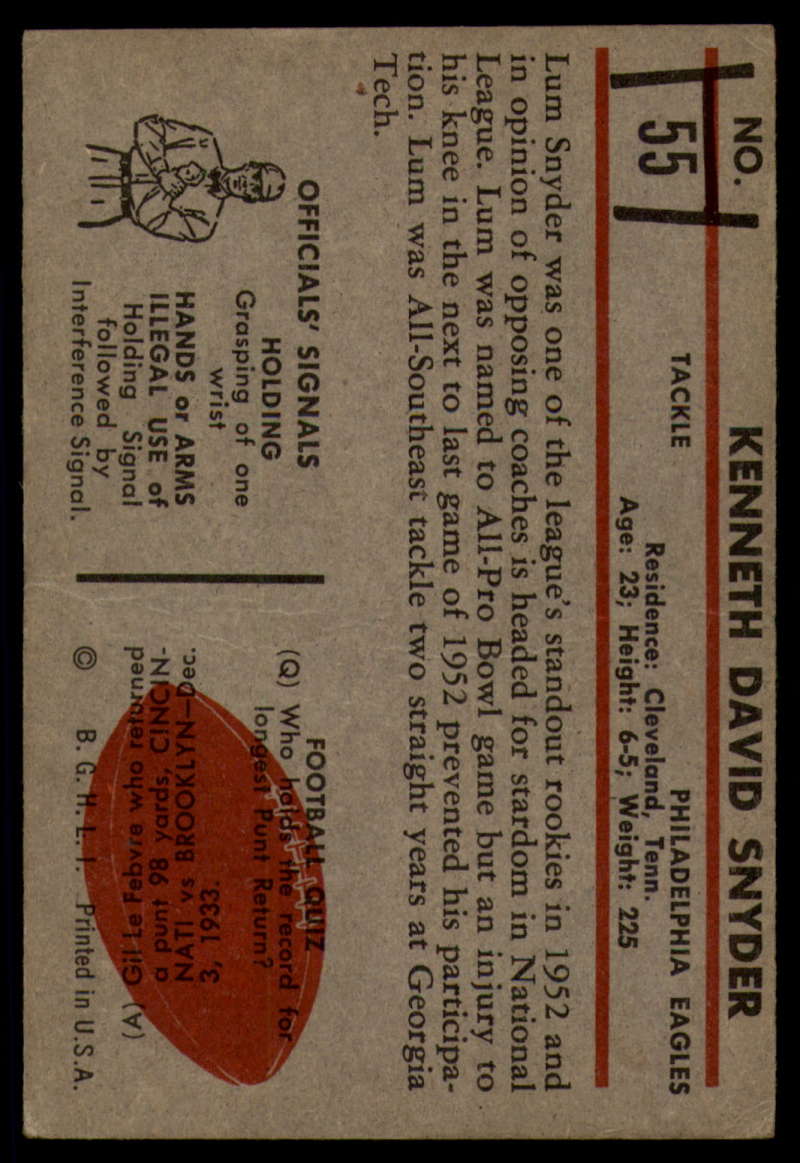 NO.
55
KENNETH DAVID SNYDER
TACKLE
PHILADELPHIA EAGLES
Residence: Cleveland, Tenn.
Age: 23; Height: 6-5; Weight: 225
Lum Snyder was one of the league's standout rookies in 1952 and
in opinion of opposing coaches is headed for stardom in National
League. Lum was named to All-Pro Bowl game but an injury to
his knee in the next to last game of 1952 prevented his participa-
tion. Lum was All-Southeast tackle two straight years at Georgia
Tech.
OFFICIALS' SIGNALS
HOLDING
Grasping of one
wrist
HANDS or ARMS
ILLEGAL USE of
Holding Signal
followed by
Interference Signal.
FOOTBALL QUIZ
(Q) Who holds the record for
longest Punt Return?
(A) Gil LeFebvre who returned
a punt 98 yards, CINCIN-
NATI vs BROOKLYN—Dec.
3, 1933.
© B. G. H. L. I. Printed in U.S.A.